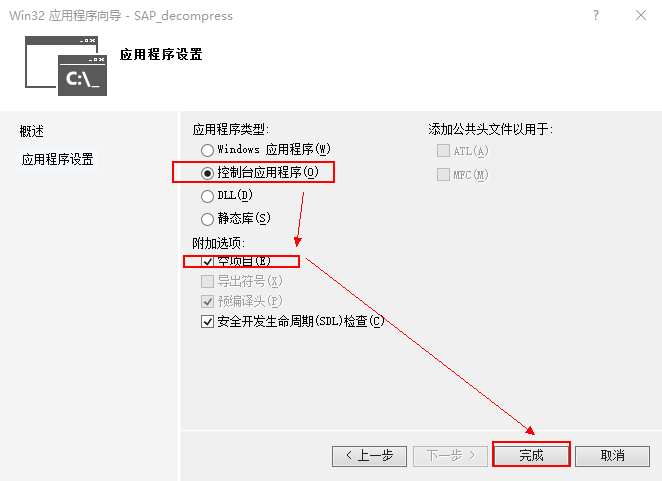 Win32 应用程序向导 - SAP_decompress
?
C:\_
应用程序设置
概述
应用程序设置
应用程序类型:
Windows 应用程序(W)
控制台应用程序(O)
DLL(D)
静态库(S)
附加选项:
空项目(E)
导出符号(X)
预编译头(P)
安全开发生命周期(SDL)检查(C)
添加公共头文件以用于:
ATL(A)
MFC(M)
< 上一步
下一步 >
完成
取消